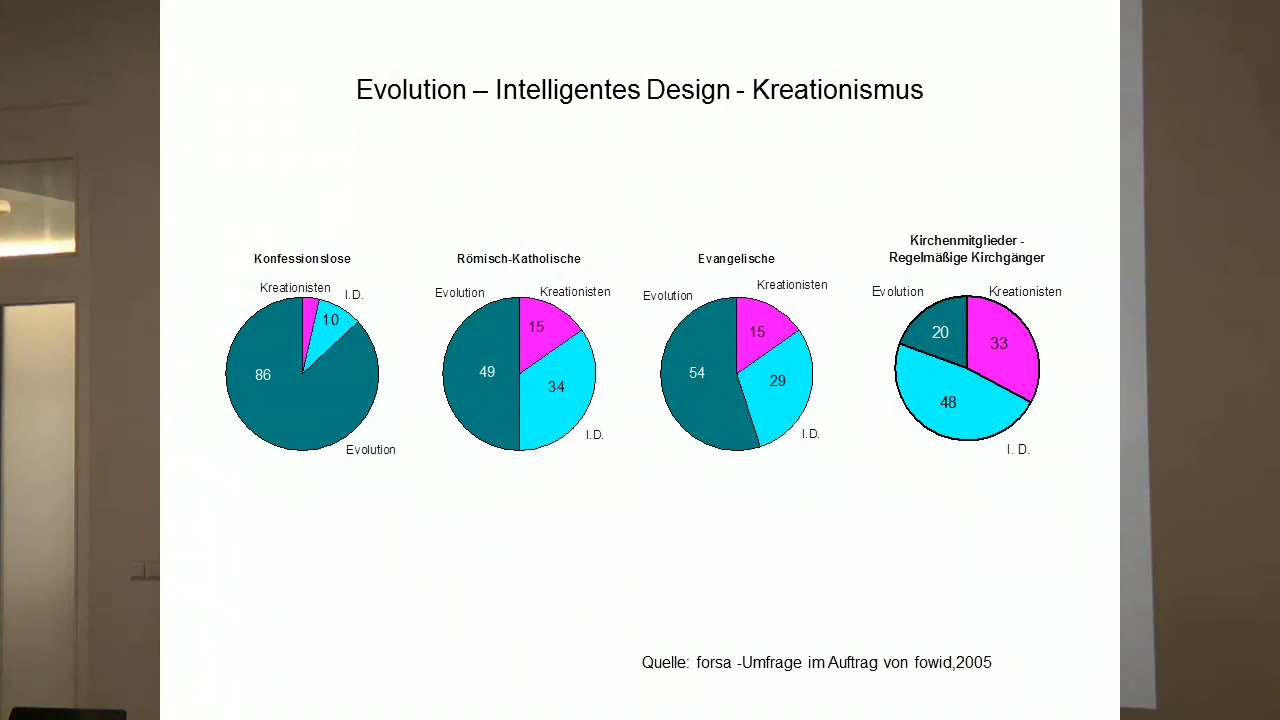 Evolution – Intelligentes Design - Kreationismus
Konfessionslose
Kreationisten
I.D.
10
86
Evolution
Römisch-Katholische
Evolution
Kreationisten
15
49
34
I.D.
Evangelische
Evolution
Kreationisten
15
54
29
I.D.
Kirchenmitglieder -
Regelmäßige Kirchgänger
Evolution
Kreationisten
20
33
48
I. D.
Quelle: forsa -Umfrage im Auftrag von fowid,2005